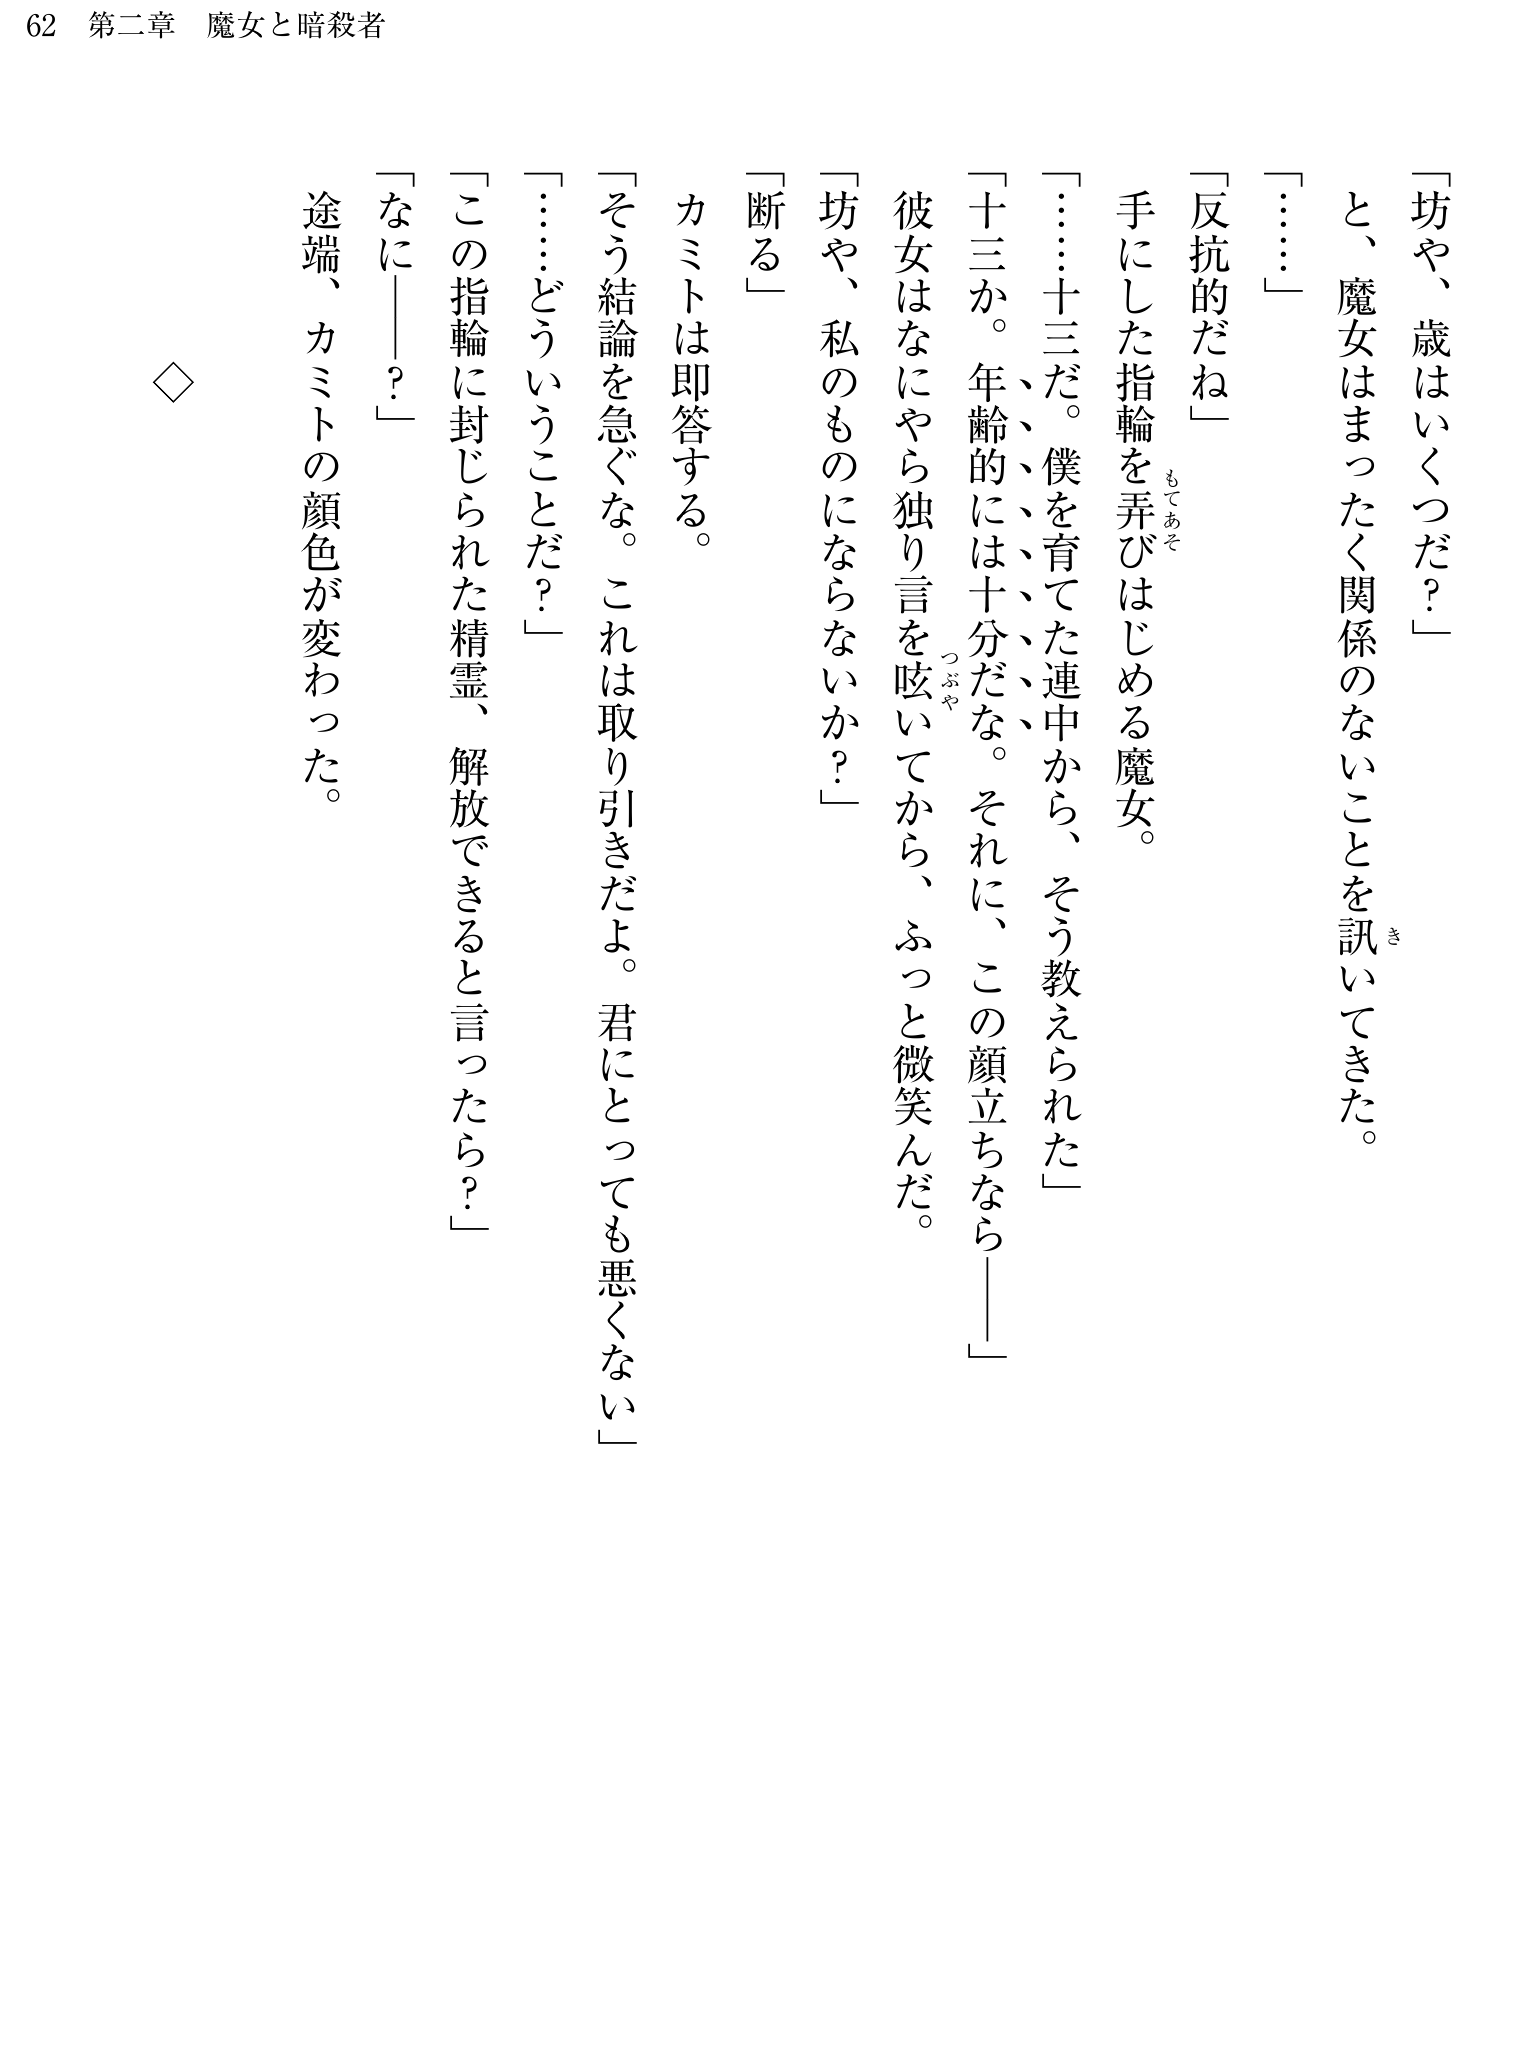 62　第二章　魔女と暗殺者
「坊や、歳はいくつだ？」
　と、魔女はまったく関係のないことを訊いてきた。
「……」
「反抗的だね」
　手にした指輪を弄びはじめる魔女。
「……十三だ。僕を育てた連中から、そう教えられた」
「十三か。年齢的には十分だな。それに、この顔立ちなら――」
　彼女はなにやら独り言を呟いてから、ふっと微笑んだ。
「坊や、私のものにならないか？」
「断る」
　カミトは即答する。
「そう結論を急ぐな。これは取り引きだよ。君にとっても悪くない」
「……どういうことだ？」
「この指輪に封じられた精霊、解放できると言ったら？」
「なに――？」
　途端、カミトの顔色が変わった。
◇